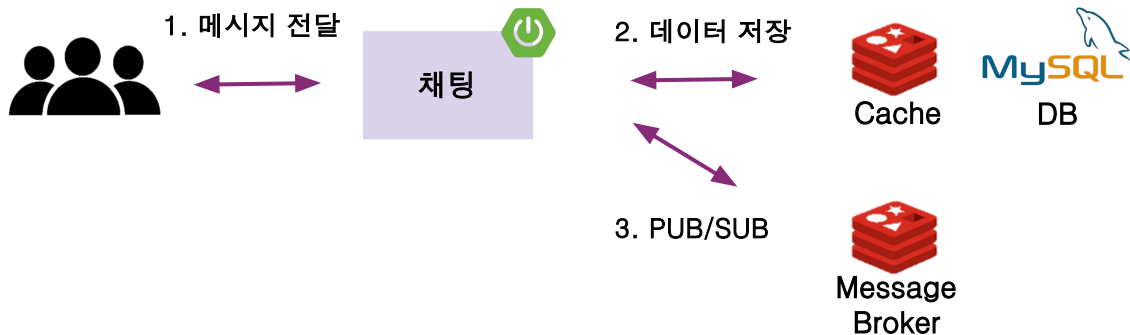 1. 메시지 전달
채팅
2. 데이터 저장
Cache
MySQL
DB
3. PUB/SUB
Message
Broker